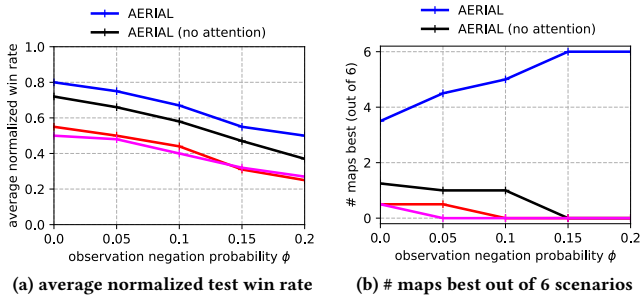 AERIAL
AERIAL (no attention)
1.0
0.8
0.6
0.4
0.2
0.0
average normalized win rate
0.0 0.05 0.1 0.15 0.2
observation negation probability ϕ
(a) average normalized test win rate
AERIAL
AERIAL (no attention)
6
4
2
0
# maps best (out of 6)
0.0 0.05 0.1 0.15 0.2
observation negation probability ϕ
(b) # maps best out of 6 scenarios